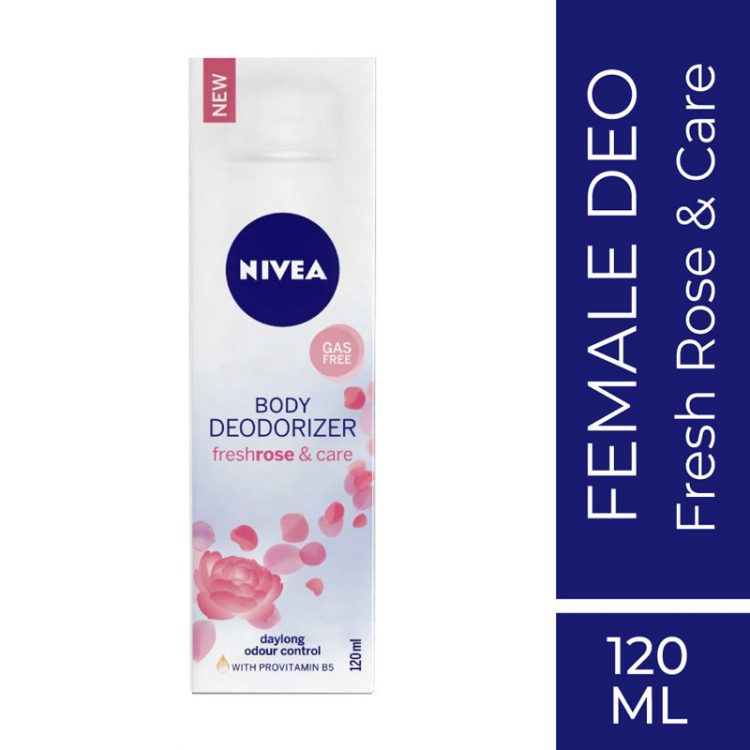 NEW
NIVEA
GAS
FREE
BODY
DEODORIZER
freshrose & care
daylong
odour control
WITH PROVITAMIN B5
120ml
FEMALE DEO
Fresh Rose & Care
120
ML